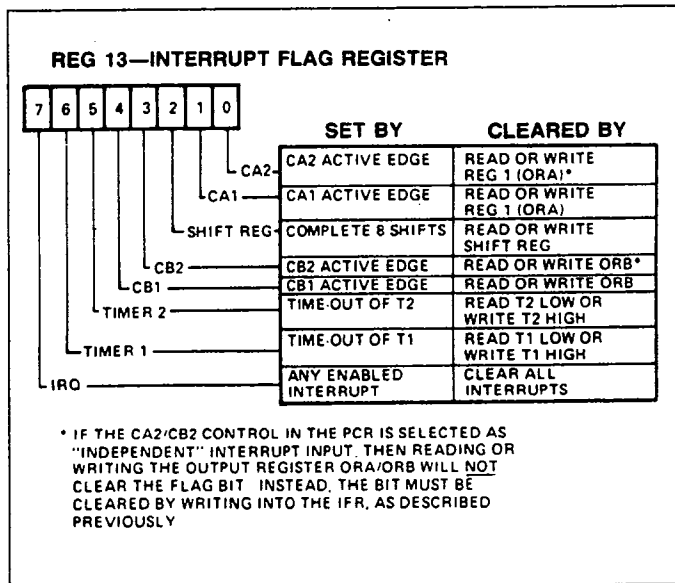 REG 13—INTERRUPT FLAG REGISTER
7 6 5 4 3 2 1 0
SET BY CLEARED BY
CA2 CA2 ACTIVE EDGE READ OR WRITE
REG 1 (ORA)*
CA1 CA1 ACTIVE EDGE READ OR WRITE
REG 1 (ORA)
SHIFT REG COMPLETE 8 SHIFTS READ OR WRITE
SHIFT REG
CB2 CB2 ACTIVE EDGE READ OR WRITE ORB*
CB1 CB1 ACTIVE EDGE READ OR WRITE ORB
TIMER 2 TIME-OUT OF T2 READ T2 LOW OR
WRITE T2 HIGH
TIMER 1 TIME-OUT OF T1 READ T1 LOW OR
WRITE T1 HIGH
IRQ ANY ENABLED CLEAR ALL
INTERRUPT INTERRUPTS
* IF THE CA2/CB2 CONTROL IN THE PCR IS SELECTED AS
"INDEPENDENT" INTERRUPT INPUT, THEN READING OR
WRITING THE OUTPUT REGISTER ORA/ORB WILL NOT
CLEAR THE FLAG BIT INSTEAD, THE BIT MUST BE
CLEARED BY WRITING INTO THE IFR, AS DESCRIBED
PREVIOUSLY